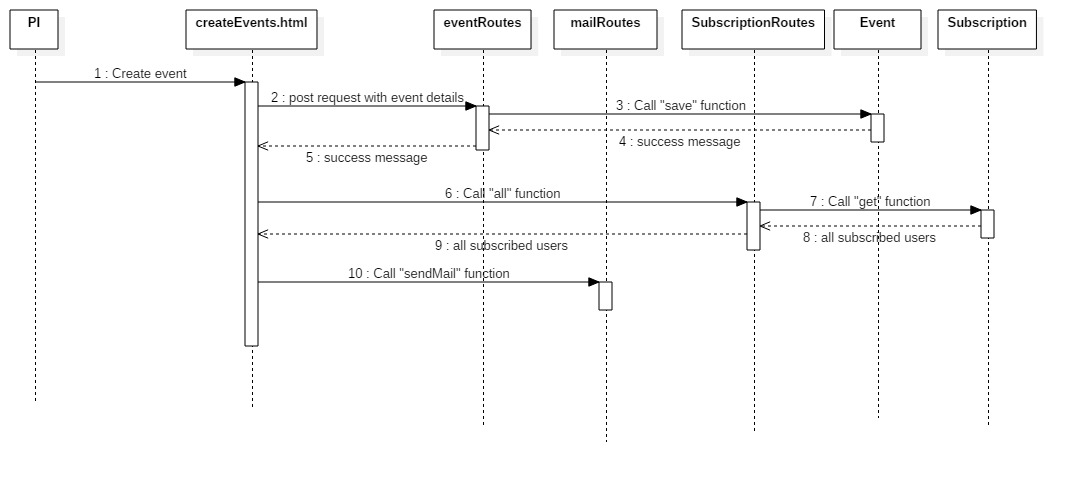 PI
createEvents.html
eventRoutes
mailRoutes
SubscriptionRoutes
Event
Subscription
1 : Create event
2 : post request with event details
3 : Call "save" function
4 : success message
5 : success message
6 : Call "all" function
7 : Call "get" function
8 : all subscribed users
9 : all subscribed users
10 : Call "sendMail" function